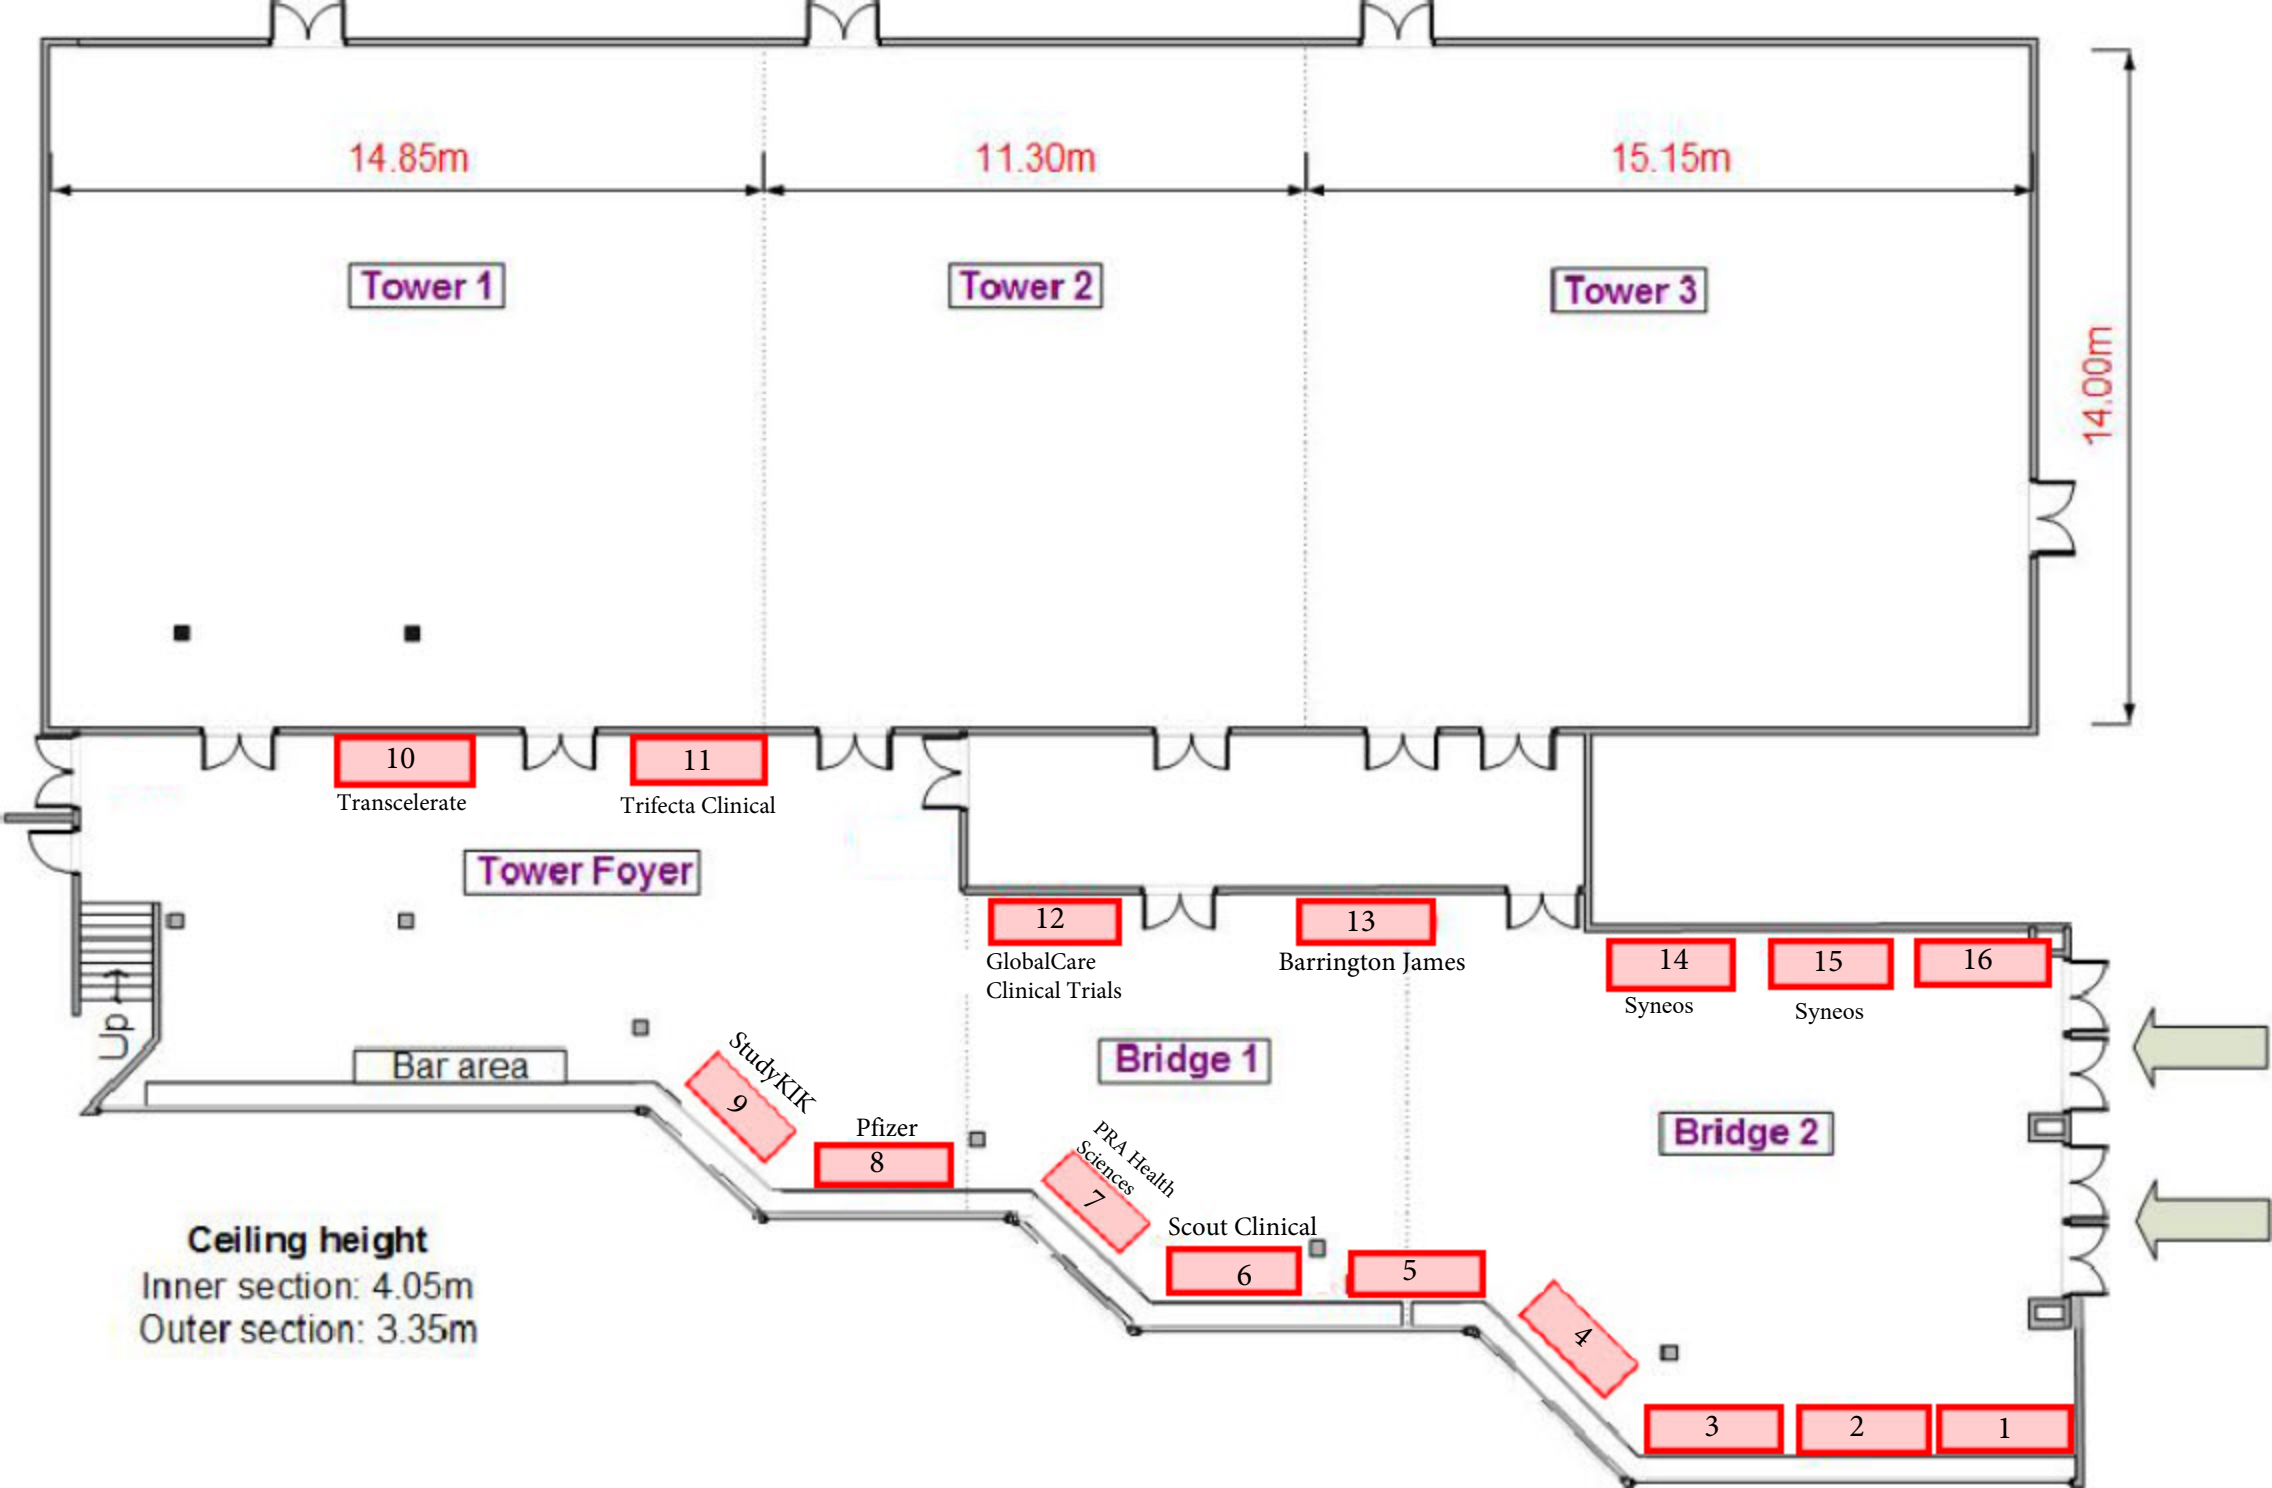 14.85m
11.30m
15.15m
Tower 1
Tower 2
Tower 3
14.00m
10
Transcelerate
11
Trifecta Clinical
Tower Foyer
12
GlobalCare
Clinical Trials
13
Barrington James
14
Syneos
15
Syneos
16
Up
Bar area
StudyKIK
9
Pfizer
8
Bridge 1
PRA Health
Sciences
7
Scout Clinical
6
5
Bridge 2
4
3
2
1
Ceiling height
Inner section: 4.05m
Outer section: 3.35m